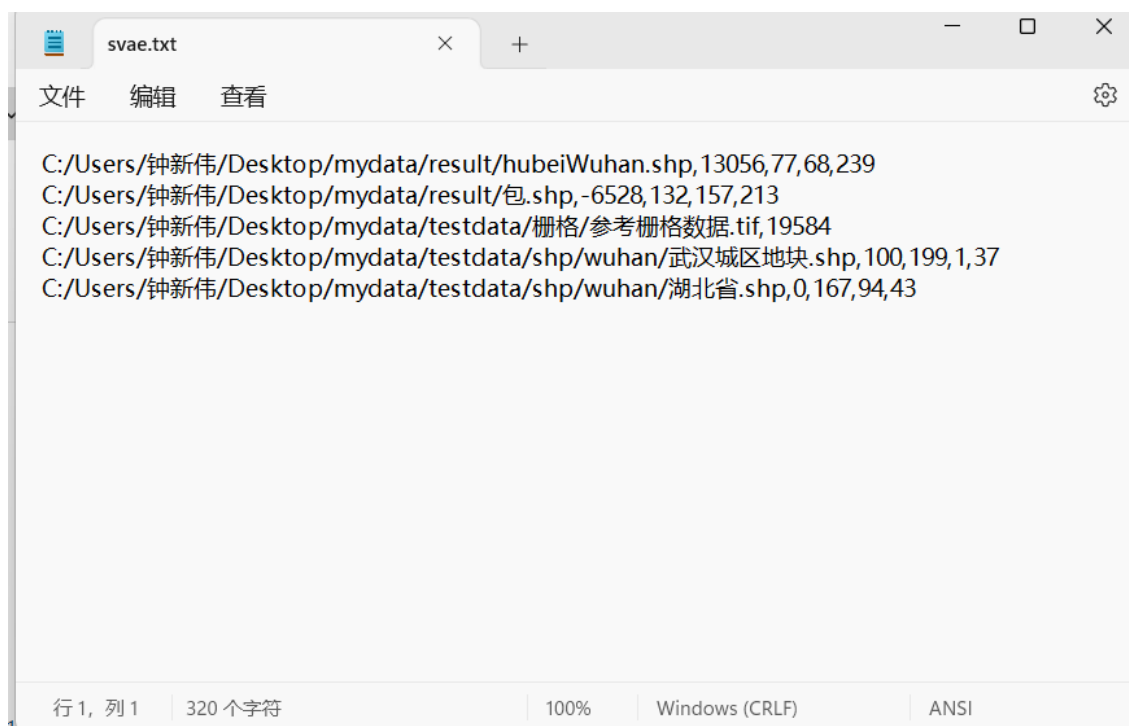 svae.txt
文件 编辑 查看
C:/Users/钟新伟/Desktop/mydata/result/hubeiWuhan.shp,13056,77,68,239
C:/Users/钟新伟/Desktop/mydata/result/包.shp,-6528,132,157,213
C:/Users/钟新伟/Desktop/mydata/testdata/栅格/参考栅格数据.tif,19584
C:/Users/钟新伟/Desktop/mydata/testdata/shp/wuhan/武汉城区地块.shp,100,199,1,37
C:/Users/钟新伟/Desktop/mydata/testdata/shp/wuhan/湖北省.shp,0,167,94,43
行 1, 列 1 320 个字符 100% Windows (CRLF) ANSI